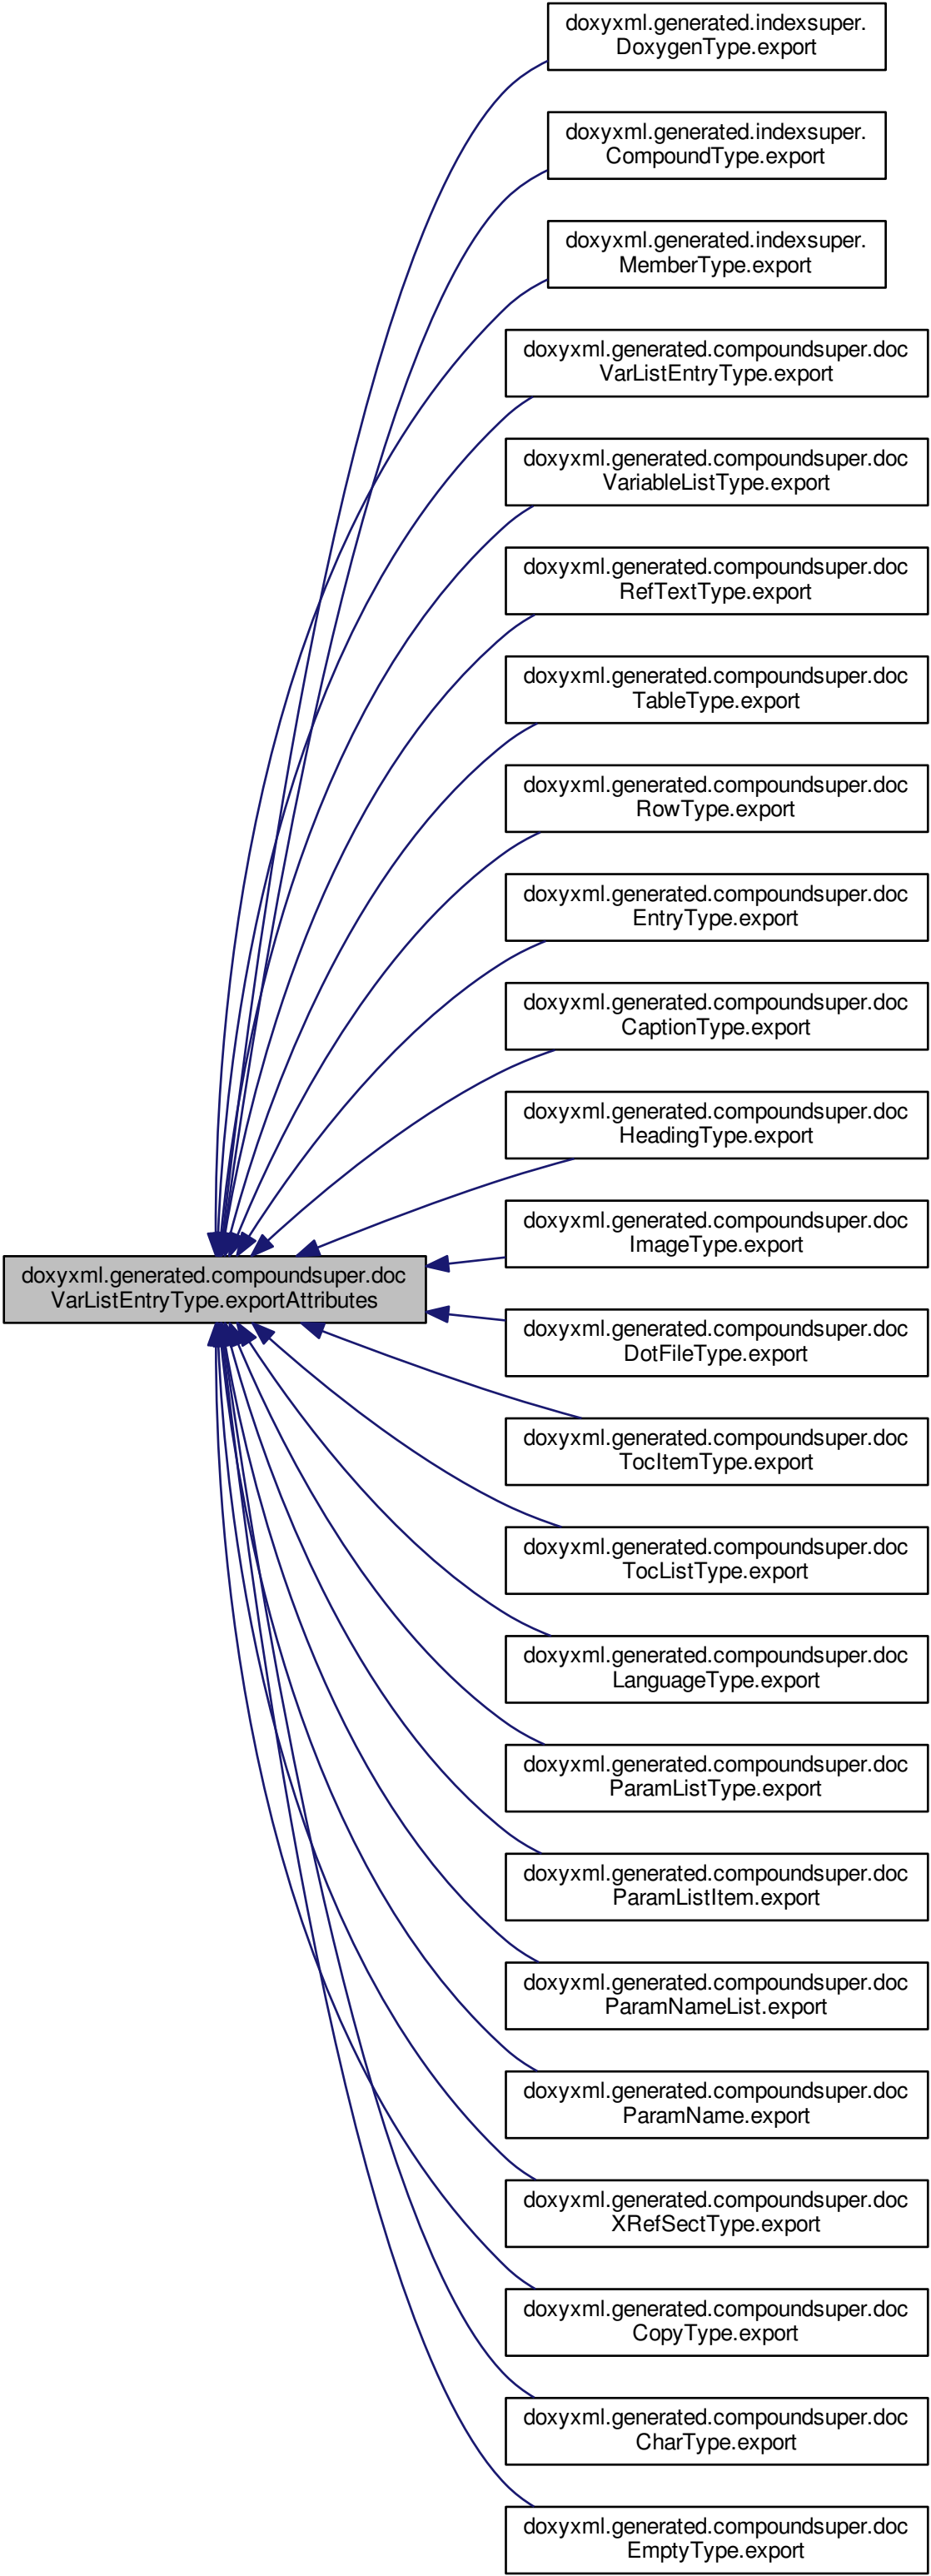 doxyxml.generated.indexsuper.
DoxygenType.export
doxyxml.generated.indexsuper.
CompoundType.export
doxyxml.generated.indexsuper.
MemberType.export
doxyxml.generated.compoundsuper.doc
VarListEntryType.export
doxyxml.generated.compoundsuper.doc
VariableListType.export
doxyxml.generated.compoundsuper.doc
RefTextType.export
doxyxml.generated.compoundsuper.doc
TableType.export
doxyxml.generated.compoundsuper.doc
RowType.export
doxyxml.generated.compoundsuper.doc
EntryType.export
doxyxml.generated.compoundsuper.doc
CaptionType.export
doxyxml.generated.compoundsuper.doc
HeadingType.export
doxyxml.generated.compoundsuper.doc
ImageType.export
doxyxml.generated.compoundsuper.doc
VarListEntryType.exportAttributes
doxyxml.generated.compoundsuper.doc
DotFileType.export
doxyxml.generated.compoundsuper.doc
TocItemType.export
doxyxml.generated.compoundsuper.doc
TocListType.export
doxyxml.generated.compoundsuper.doc
LanguageType.export
doxyxml.generated.compoundsuper.doc
ParamListType.export
doxyxml.generated.compoundsuper.doc
ParamListItem.export
doxyxml.generated.compoundsuper.doc
ParamNameList.export
doxyxml.generated.compoundsuper.doc
ParamName.export
doxyxml.generated.compoundsuper.doc
XRefSectType.export
doxyxml.generated.compoundsuper.doc
CopyType.export
doxyxml.generated.compoundsuper.doc
CharType.export
doxyxml.generated.compoundsuper.doc
EmptyType.export